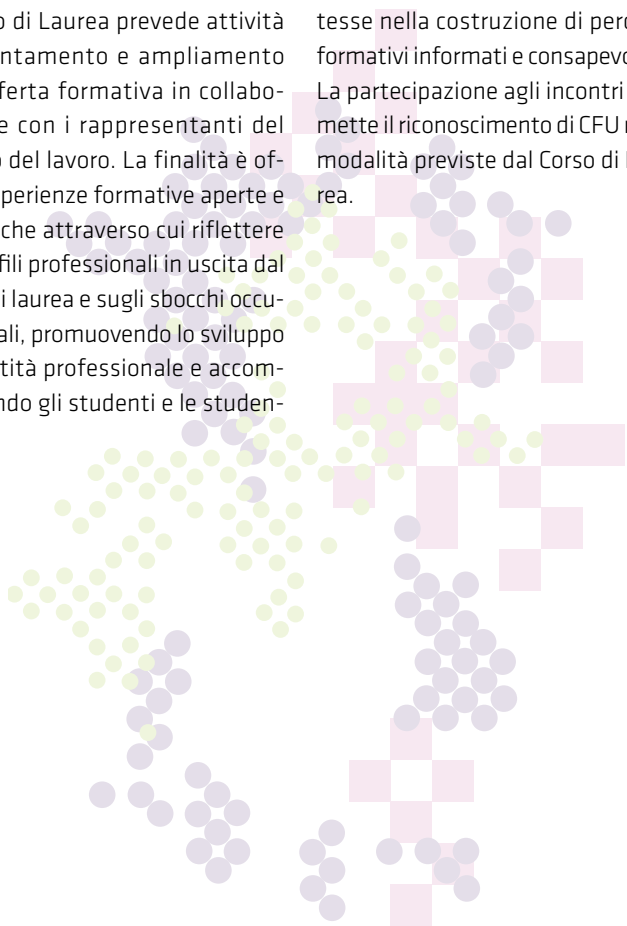 o di Laurea prevede attività
ntamento e ampliamento
ferta formativa in collabo-
e con i rappresentanti del
o del lavoro. La finalità è of-
sperienze formative aperte e
che attraverso cui riflettere
fili professionali in uscita dal
i laurea e sugli sbocchi occu-
ali, promuovendo lo sviluppo
tità professionale e accom-
ndo gli studenti e le studen-
tesse nella costruzione di perc
formativi informati e consapevo
La partecipazione agli incontri
mette il riconoscimento di CFU n
modalità previste dal Corso di L
rea.